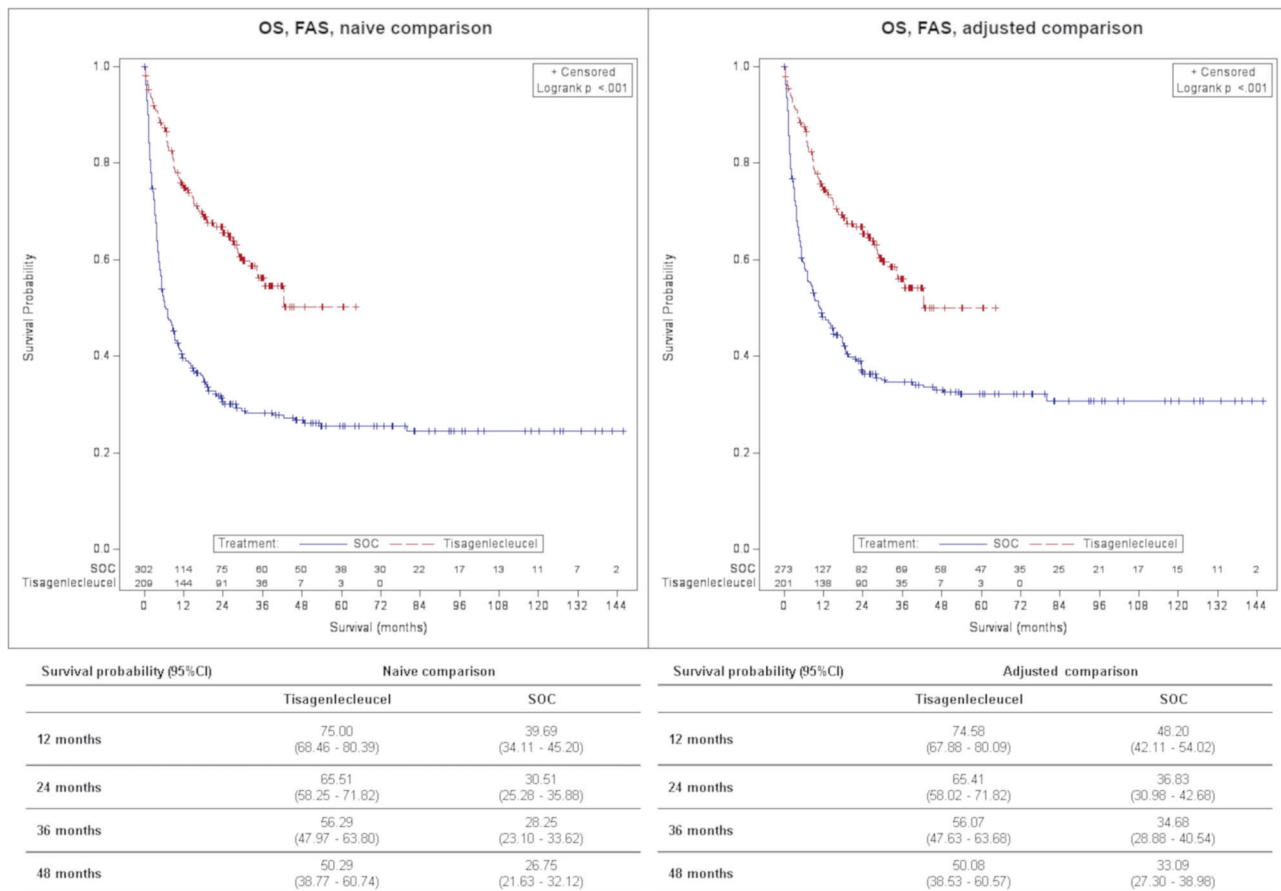 OS, FAS, naive comparison
1.0
0.8
0.6
0.4
0.2
0.0
Survival Probability
+ Censored
Logrank p <.001
Treatment: SOC Tisagenlecleucel
SOC 302 114 75 60 50 38 30 22 17 13 11 7 2
Tisagenlecleucel 209 144 91 36 7 3 0
0 12 24 36 48 60 72 84 96 108 120 132 144
Survival (months)
OS, FAS, adjusted comparison
1.0
0.8
0.6
0.4
0.2
0.0
Survival Probability
+ Censored
Logrank p <.001
Treatment: SOC Tisagenlecleucel
SOC 273 127 82 69 58 47 35 25 21 17 15 11 2
Tisagenlecleucel 201 138 90 35 7 3 0
0 12 24 36 48 60 72 84 96 108 120 132 144
Survival (months)
Survival probability (95%CI) Naive comparison
Tisagenlecleucel SOC
12 months 75.00 39.69
(68.46 - 80.39) (34.11 - 45.20)
24 months 65.51 30.51
(58.25 - 71.82) (25.28 - 35.88)
36 months 56.29 28.25
(47.97 - 63.80) (23.10 - 33.62)
48 months 50.29 26.75
(38.77 - 60.74) (21.63 - 32.12)
Survival probability (95%CI) Adjusted comparison
Tisagenlecleucel SOC
12 months 74.58 48.20
(67.88 - 80.09) (42.11 - 54.02)
24 months 65.41 36.83
(58.02 - 71.82) (30.98 - 42.68)
36 months 56.07 34.68
(47.63 - 63.68) (28.88 - 40.54)
48 months 50.08 33.09
(38.53 - 60.57) (27.30 - 38.98)